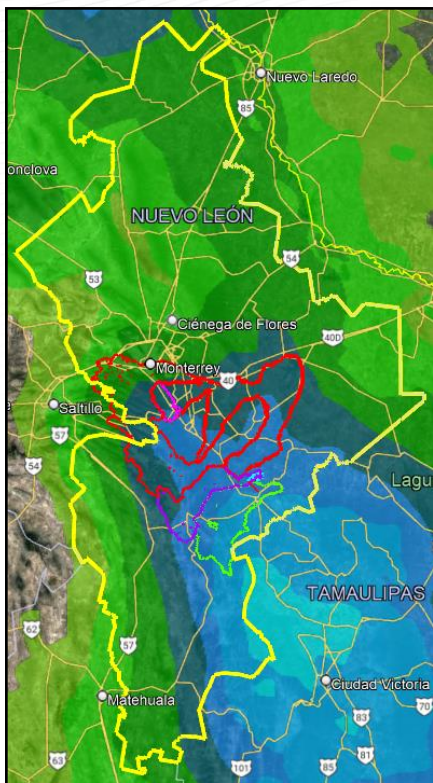 Nuevo Laredo
85
onclova
NUEVO LEÓN
54
53
Ciénega de Flores
40D
Monterrey
40
Saltillo
57
54
Lagu
TAMAULIPAS
62
57
Ciudad Victoria
Matehuala
70
83
63
81
101
85